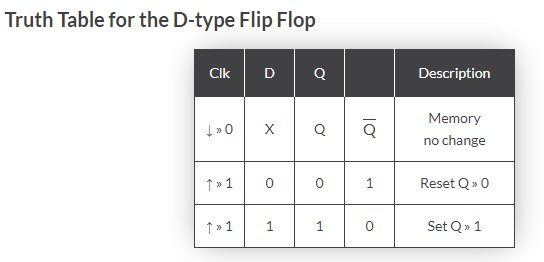 Truth Table for the D-type Flip Flop
Clk D Q Description
↓ » 0 X Q Q̅ Memory
no change
↑ » 1 0 0 1 Reset Q » 0
↑ » 1 1 1 0 Set Q » 1